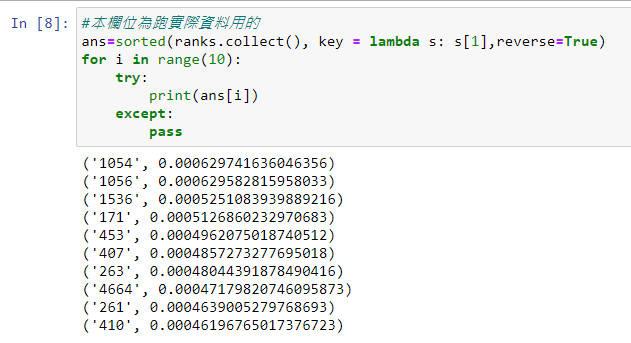 In [8]:
#本欄位為跑實際資料用的
ans=sorted(ranks.collect(), key = lambda s: s[1],reverse=True)
for i in range(10):
    try:
        print(ans[i])
    except:
        pass
('1054', 0.000629741636046356)
('1056', 0.000629582815958033)
('1536', 0.0005251083939889216)
('171', 0.0005126860232970683)
('453', 0.0004962075018740512)
('407', 0.0004857273277695018)
('263', 0.00048044391878490416)
('4664', 0.00047179820746095873)
('261', 0.00046390052797686​93)
('410', 0.00046196765017376723)